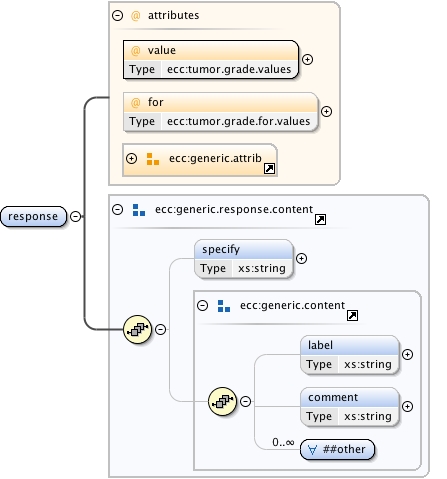 @ attributes
@ value
Type ecc:tumor.grade.values
@ for
Type ecc:tumor.grade.for.values
ecc:generic.attrib
response
ecc:generic.response.content
specify
Type xs:string
ecc:generic.content
label
Type xs:string
comment
Type xs:string
0..∞
∀ ##other